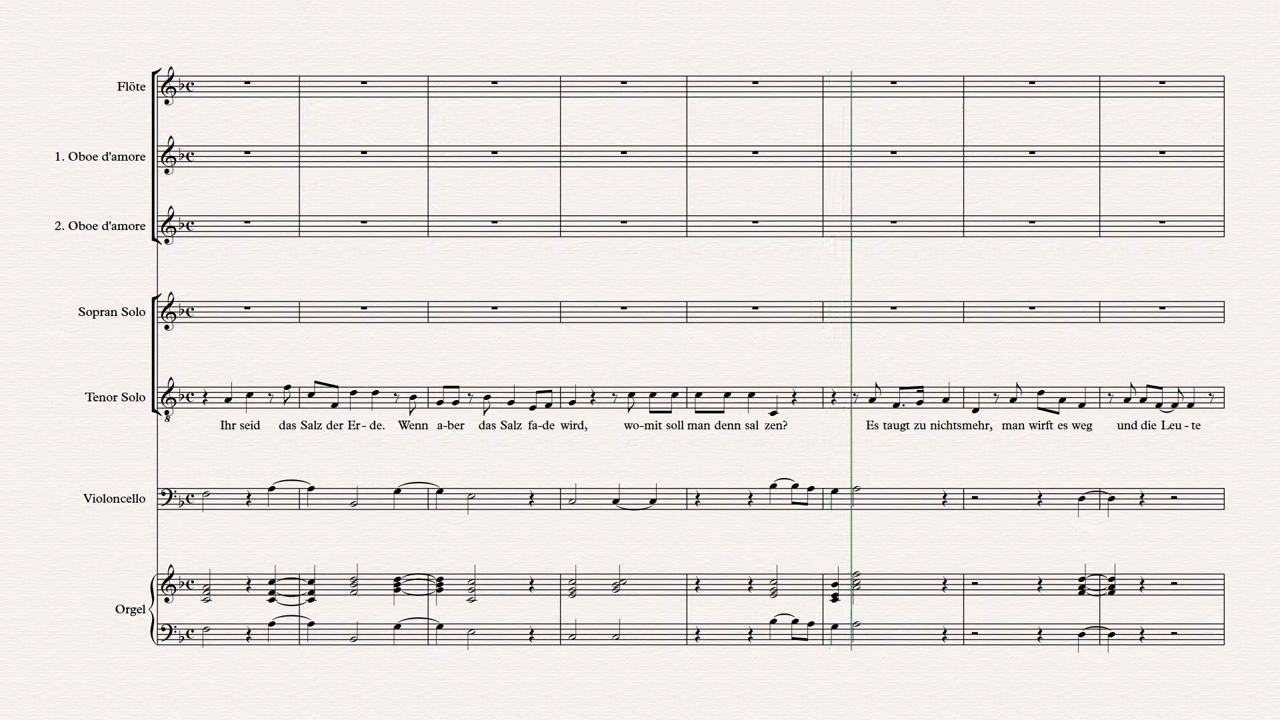 Flöte
1. Oboe d'amore
2. Oboe d'amore
Sopran Solo
Tenor Solo
8
Ihr seid das Salz der Er- de. Wenn a-ber das Salz fa-de wird, wo-mit soll man denn sal zen? Es taugt zu nichtsmehr, man wirft es weg und die Leu - te
Violoncello
Orgel